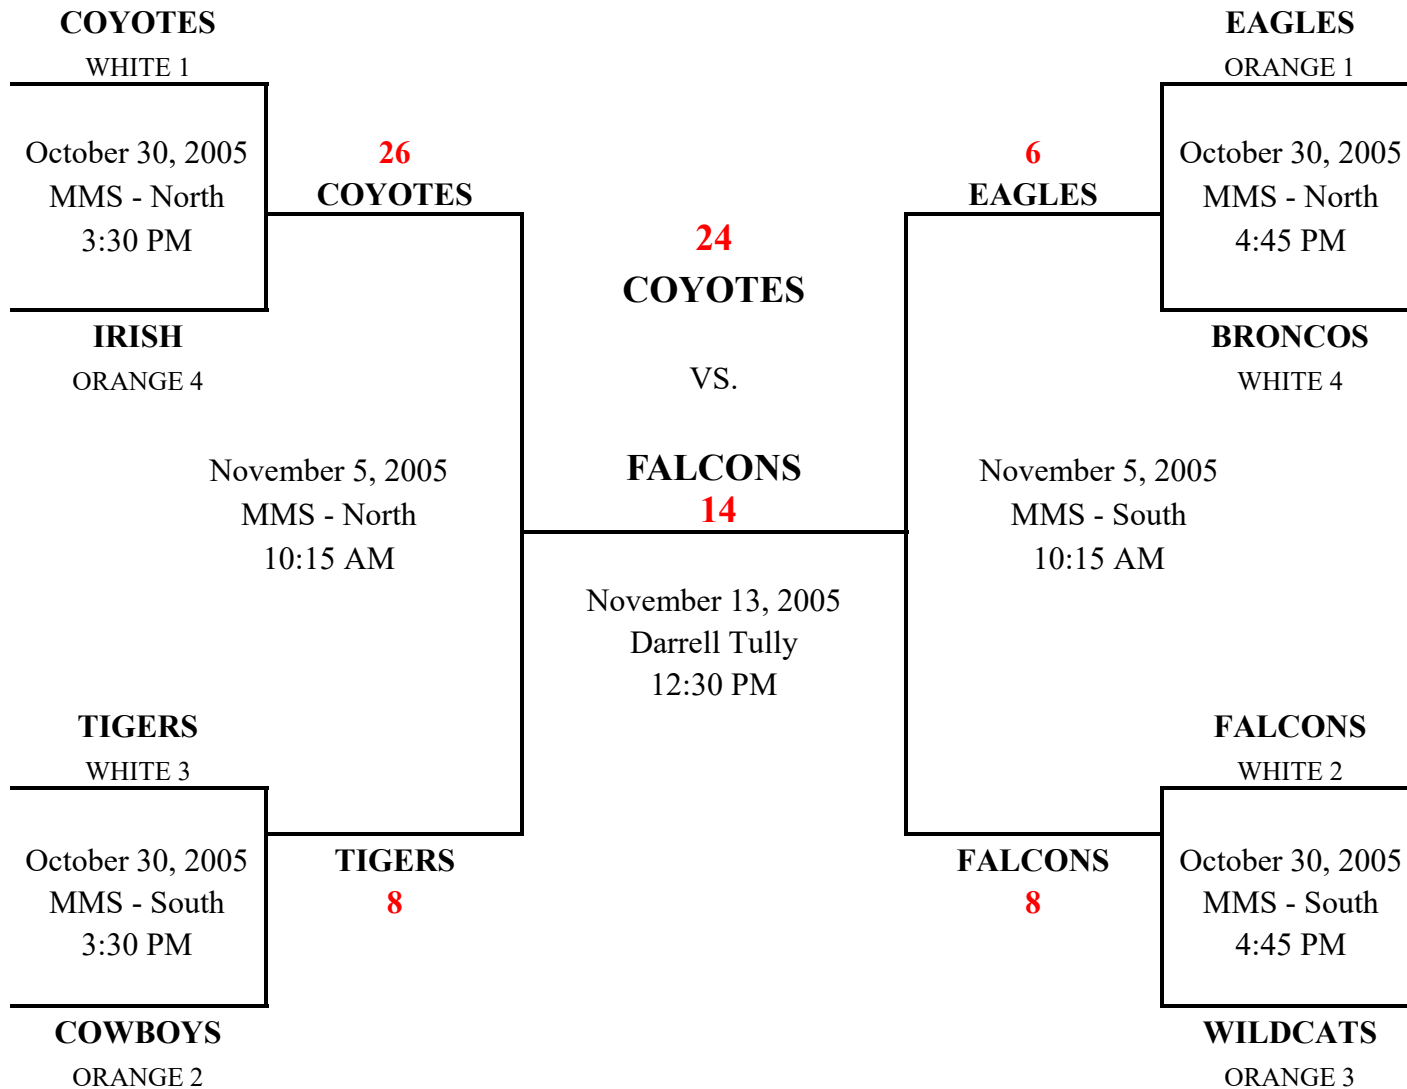 COYOTES
WHITE 1
October 30, 2005
MMS - North
3:30 PM
IRISH
ORANGE 4
26
COYOTES
November 5, 2005
MMS - North
10:15 AM
TIGERS
WHITE 3
October 30, 2005
MMS - South
3:30 PM
COWBOYS
ORANGE 2
TIGERS
8
24
COYOTES
VS.
FALCONS
14
November 13, 2005
Darrell Tully
12:30 PM
6
EAGLES
November 5, 2005
MMS - South
10:15 AM
FALCONS
8
EAGLES
ORANGE 1
October 30, 2005
MMS - North
4:45 PM
BRONCOS
WHITE 4
FALCONS
WHITE 2
October 30, 2005
MMS - South
4:45 PM
WILDCATS
ORANGE 3